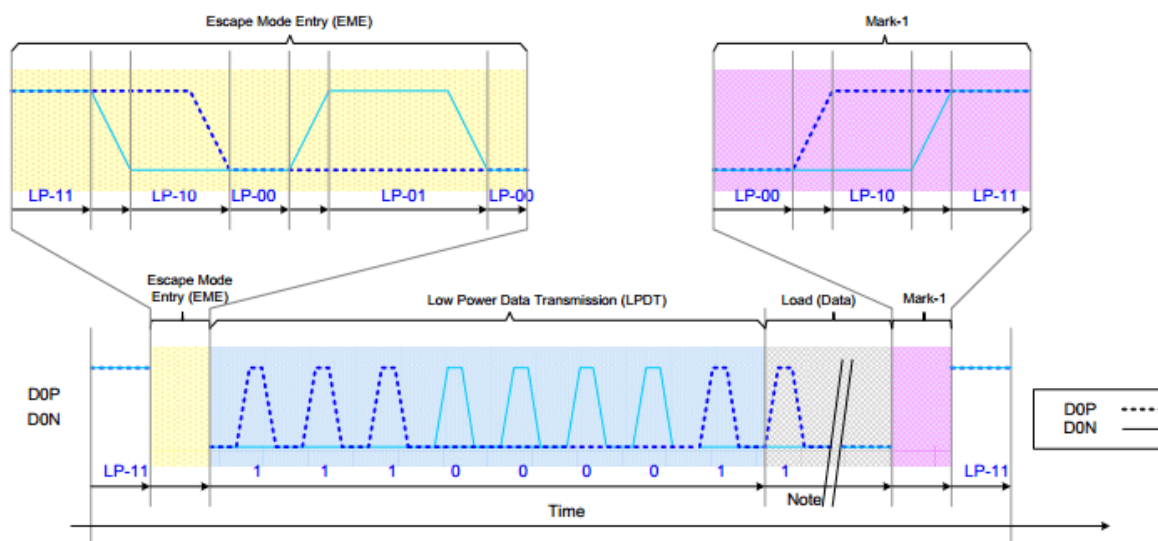 Escape Mode Entry (EME)
Mark-1
LP-11 LP-10 LP-00 LP-01 LP-00
LP-00 LP-10 LP-11
Escape Mode
Entry (EME)
Low Power Data Transmission (LPDT)
Load (Data)
Mark-1
D0P
D0N
D0P
D0N
LP-11
1 1 1 0 0 0 0 1 1
LP-11
Note
Time